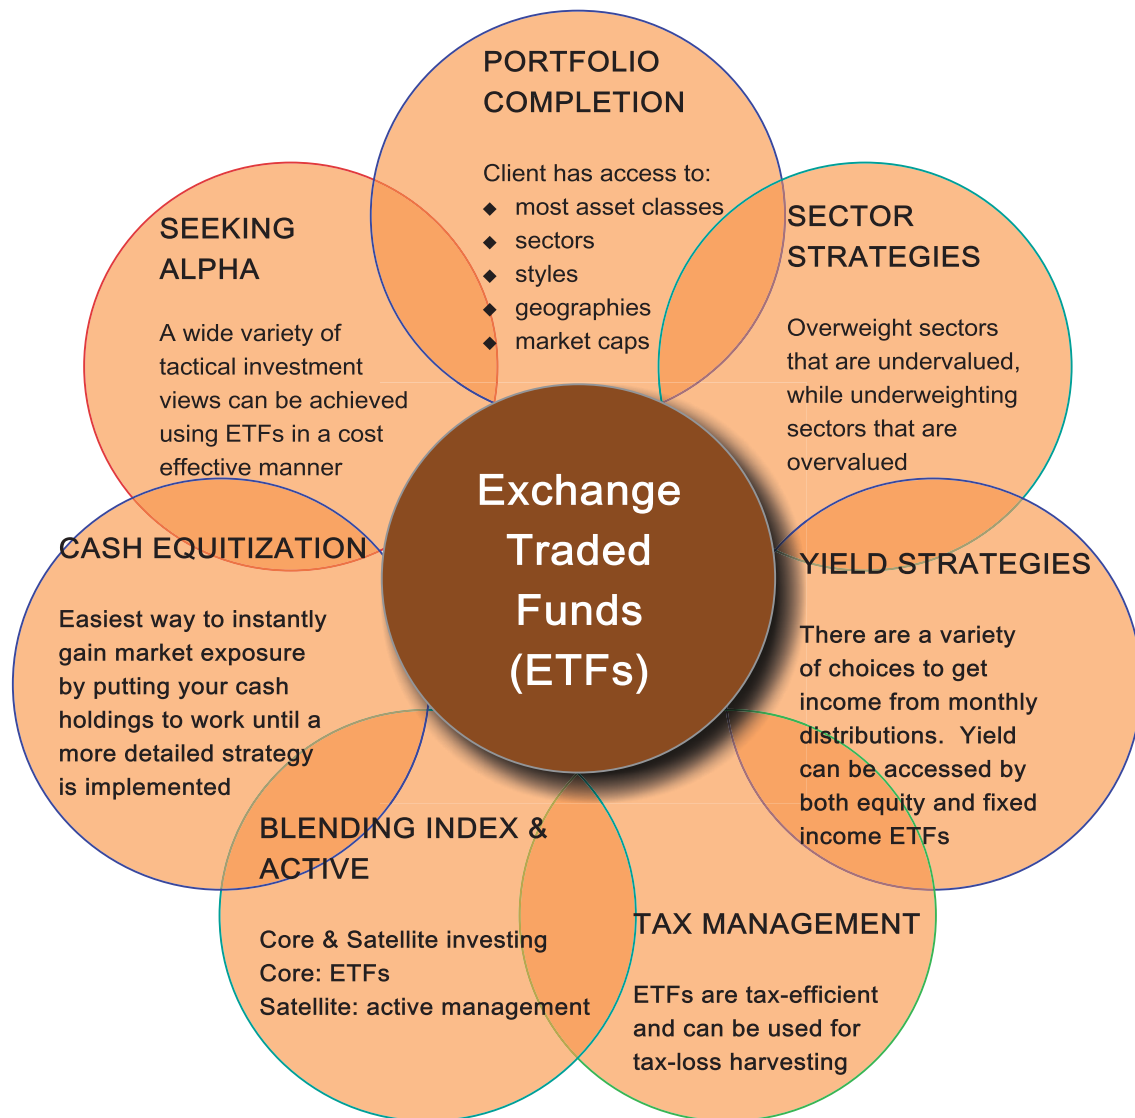 PORTFOLIO
COMPLETION
Client has access to:
◆ most asset classes
◆ sectors
◆ styles
◆ geographies
◆ market caps
SECTOR
STRATEGIES
Overweight sectors
that are undervalued,
while underweighting
sectors that are
overvalued
YIELD STRATEGIES
There are a variety
of choices to get
income from monthly
distributions.  Yield
can be accessed by
both equity and fixed
income ETFs
TAX MANAGEMENT
ETFs are tax-efficient
and can be used for
tax-loss harvesting
BLENDING INDEX &
ACTIVE
Core & Satellite investing
Core: ETFs
Satellite: active management
CASH EQUITIZATION
Easiest way to instantly
gain market exposure
by putting your cash
holdings to work until a
more detailed strategy
is implemented
SEEKING
ALPHA
A wide variety of
tactical investment
views can be achieved
using ETFs in a cost
effective manner
Exchange
Traded
Funds
(ETFs)